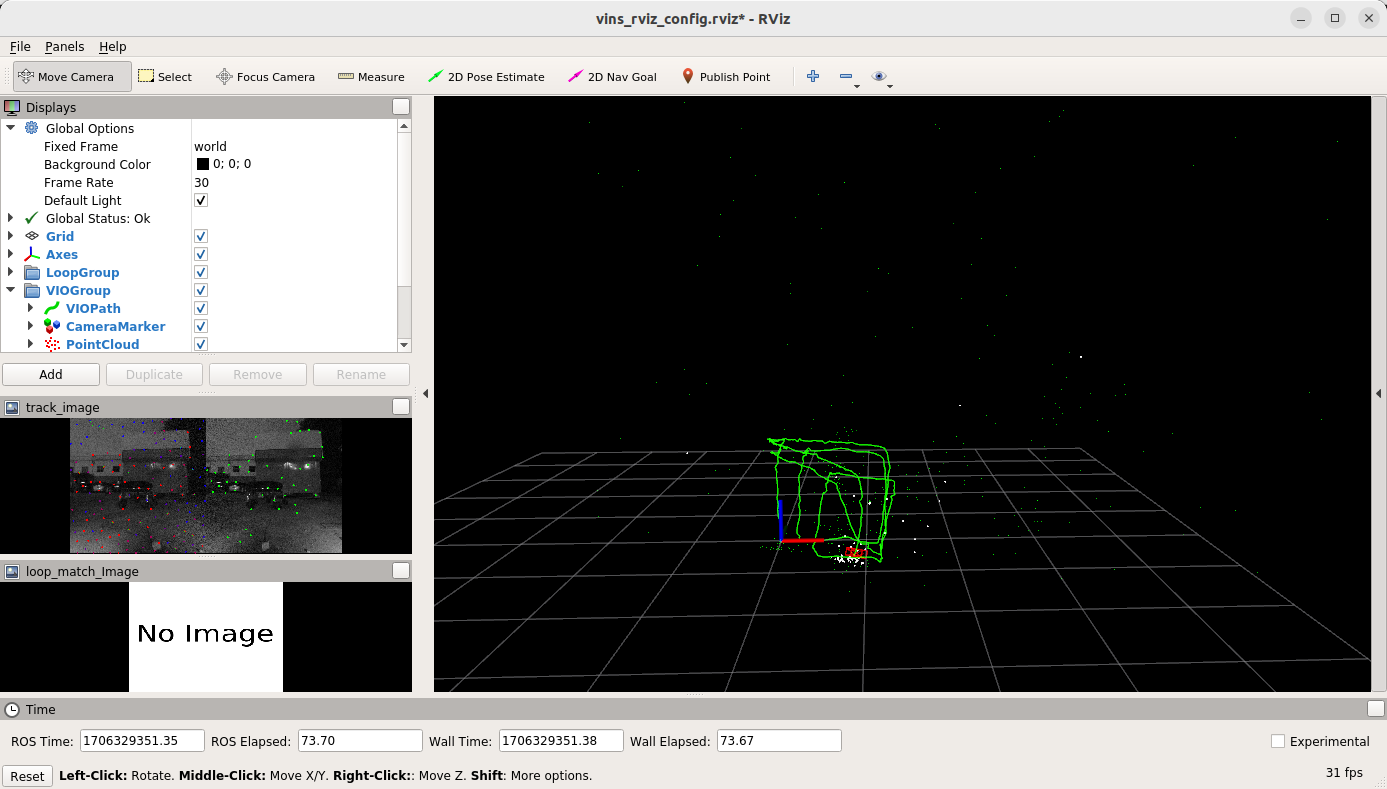 vins_rviz_config.rviz* - RViz
File Panels Help
Move Camera Select Focus Camera Measure 2D Pose Estimate 2D Nav Goal Publish Point
Displays
Global Options
Fixed Frame world
Background Color 0; 0; 0
Frame Rate 30
Default Light
Global Status: Ok
Grid
Axes
LoopGroup
VIOGroup
VIOPath
CameraMarker
PointCloud
Add Duplicate Remove Rename
track_image
loop_match_Image
No Image
Time
ROS Time: 1706329351.35 ROS Elapsed: 73.70 Wall Time: 1706329351.38 Wall Elapsed: 73.67 Experimental
Reset Left-Click: Rotate. Middle-Click: Move X/Y. Right-Click:: Move Z. Shift: More options. 31 fps